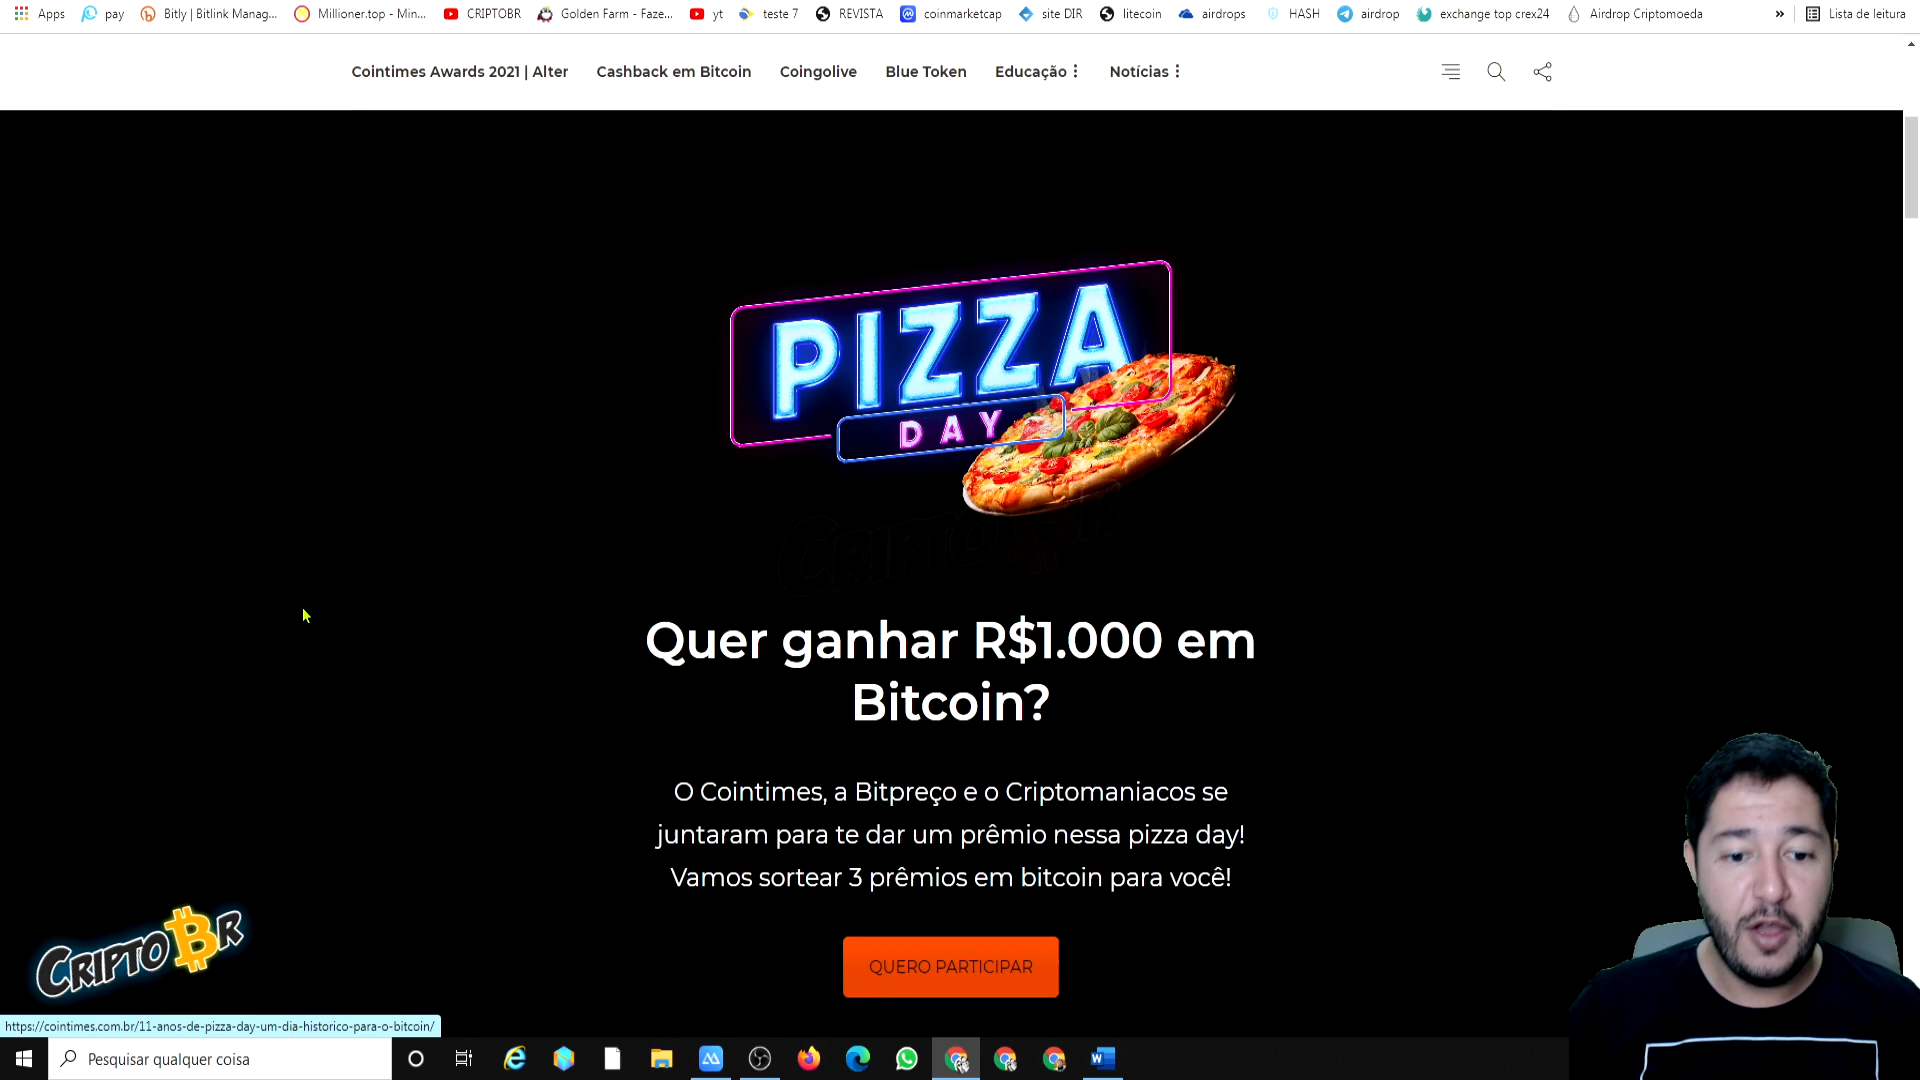 Apps pay Bitly | Bitlink Manag... Millioner.top - Min... CRIPTOBR Golden Farm - Faze... yt teste 7 REVISTA coinmarketcap site DIR litecoin airdrops HASH airdrop exchange top crex24 Airdrop Criptomoeda » Lista de leitura
Cointimes Awards 2021 | Alter Cashback em Bitcoin Coingolive Blue Token Educação Notícias
PIZZA
DAY
CRIPTOBR
Quer ganhar R$1.000 em
Bitcoin?
O Cointimes, a Bitpreço e o Criptomaniacos se
juntaram para te dar um prêmio nessa pizza day!
Vamos sortear 3 prêmios em bitcoin para você!
QUERO PARTICIPAR
CRIPTOBR
https://cointimes.com.br/11-anos-de-pizza-day-um-dia-historico-para-o-bitcoin/
Pesquisar qualquer coisa